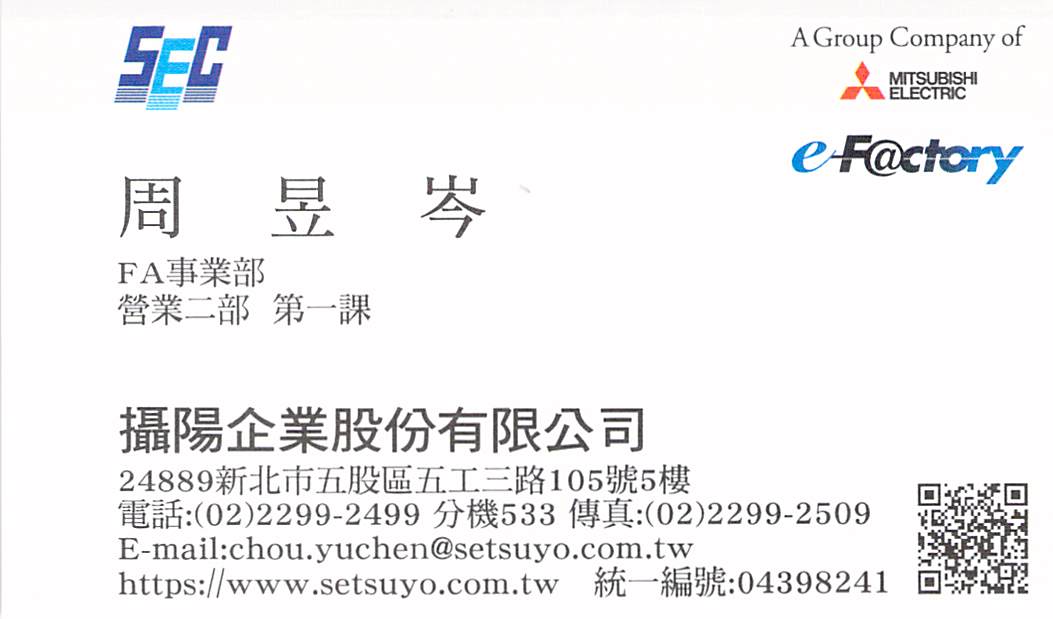 SEC
A Group Company of
MITSUBISHI
ELECTRIC
e-F@ctory
周昱岑
FA事業部
營業二部 第一課
攝陽企業股份有限公司
24889新北市五股區五工三路105號5樓
電話:(02)2299-2499 分機533 傳真:(02)2299-2509
E-mail:chou.yuchen@setsuyo.com.tw
https://www.setsuyo.com.tw 統一編號:04398241